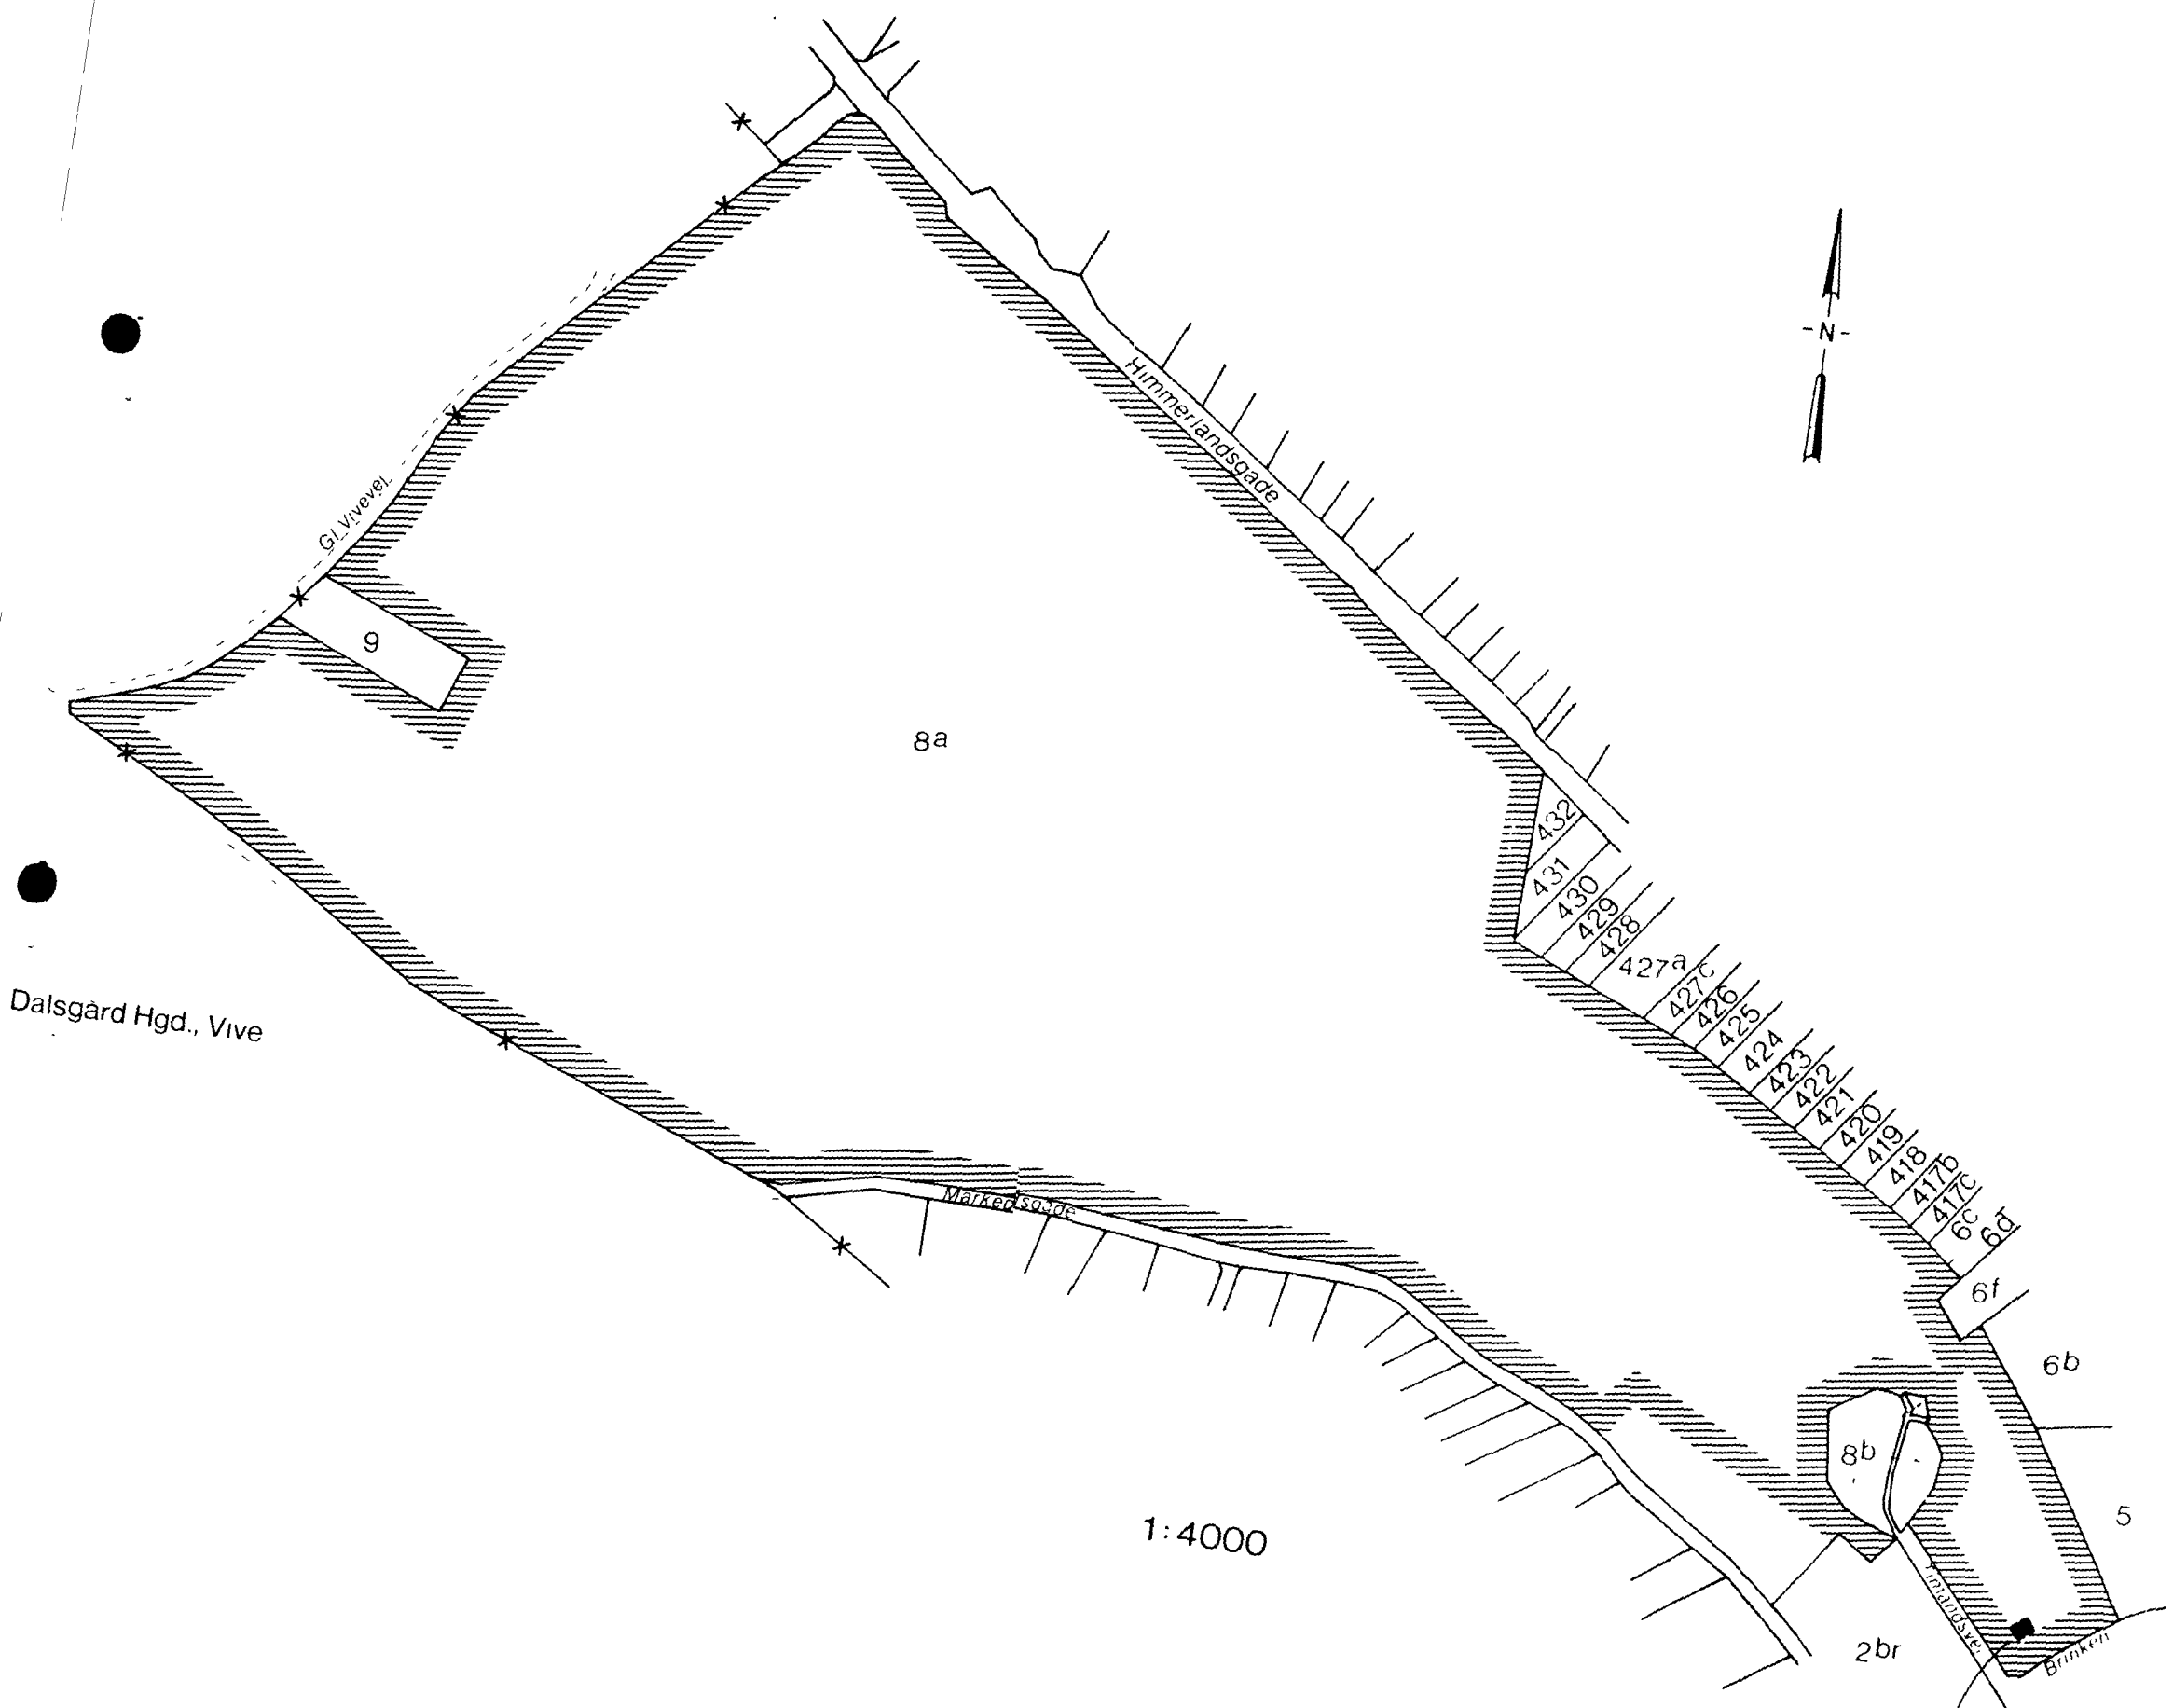 - N -
Himmerlandsgade
Gl. Vivevej
9
8a
432
431
430
429
428
427a
427c
426
425
424
423
422
421
420
419
418
417b
417c
6c
6d
6f
6b
Dalsgård Hgd., Vive
Markedsgade
8b
5
1:4000
2br
Brinken